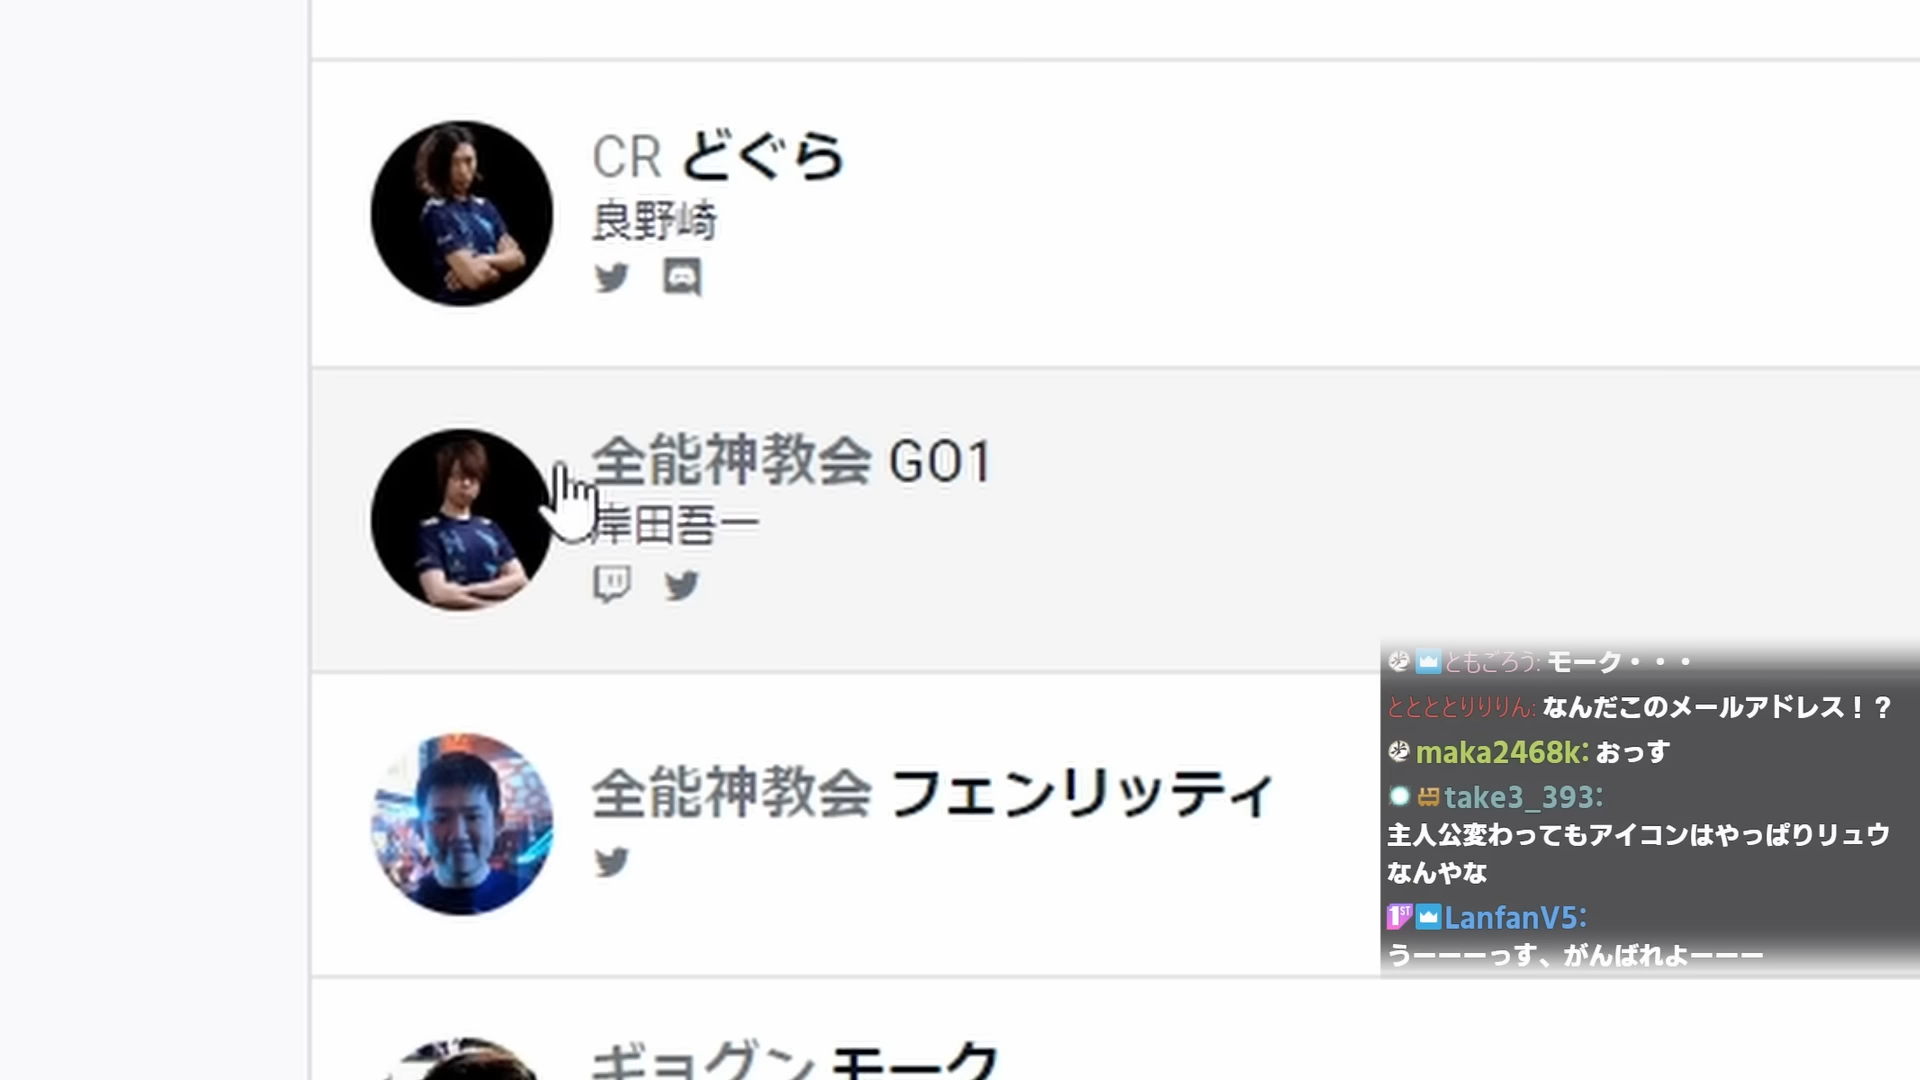 CR どぐら
良野崎
全能神教会 GO1
岸田吾一
全能神教会 フェンリッティ
ギョグン モーク
ともごろう: モーク・・・
ととととりりりん: なんだこのメールアドレス！？
maka2468k: おっす
take3_393:
主人公変わってもアイコンはやっぱりリュウ
なんやな
1ST LanfanV5:
うーーーっす、がんばれよーーー